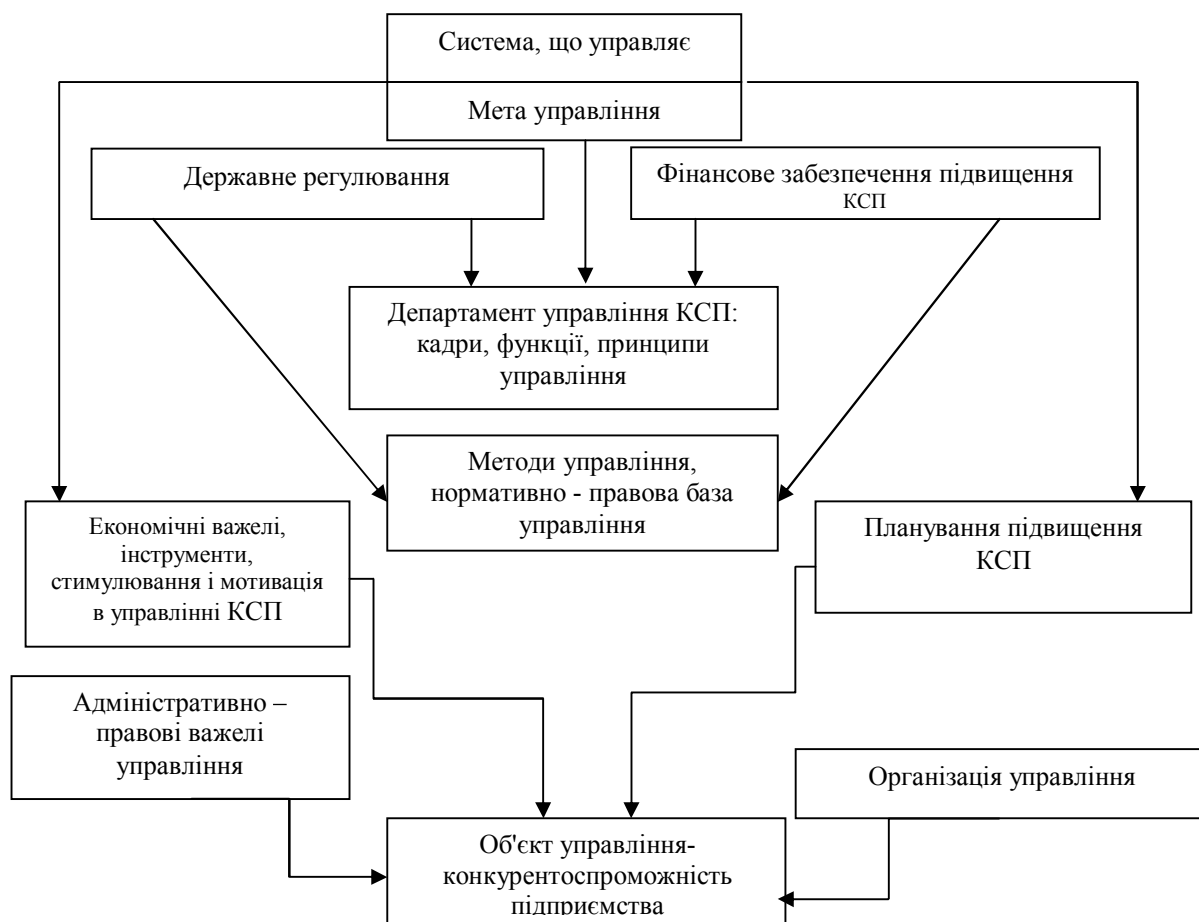 Система, що управляє
Мета управління
Державне регулювання
Фінансове забезпечення підвищення
КСП
Департамент управління КСП:
кадри, функції, принципи
управління
Методи управління,
нормативно - правова база
управління
Економічні важелі,
інструменти,
стимулювання і мотивація
в управлінні КСП
Планування підвищення
КСП
Адміністративно –
правові важелі
управління
Організація управління
Об'єкт управління-
конкурентоспроможність
підприємства